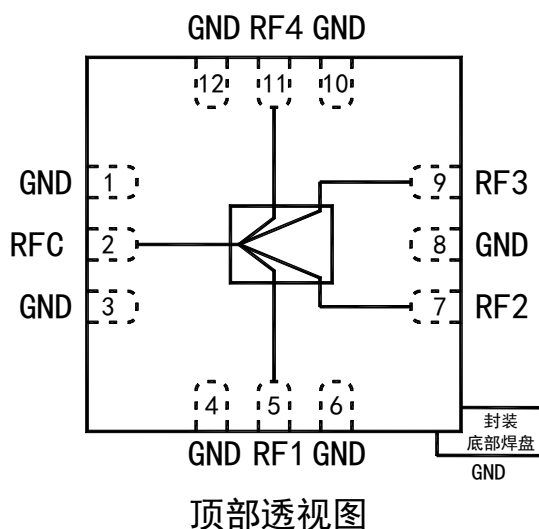 GND RF4 GND
12 11 10
GND 1 9 RF3
RFC 2 8 GND
GND 3 7 RF2
4 5 6
GND RF1 GND
封装
底部焊盘
GND
顶部透视图